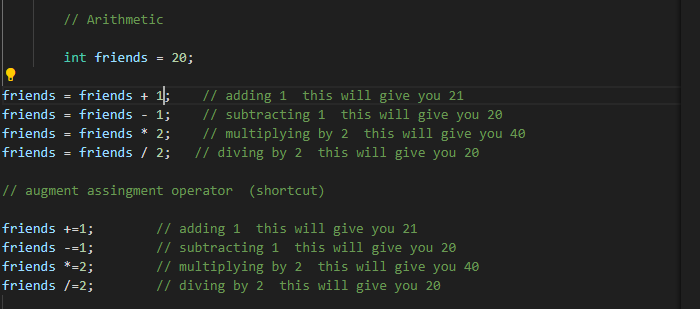 // Arithmetic
int friends = 20;
friends = friends + 1;    // adding 1  this will give you 21
friends = friends - 1;    // subtracting 1  this will give you 20
friends = friends * 2;    // multiplying by 2  this will give you 40
friends = friends / 2;   // diving by 2  this will give you 20
// augment assingment operator  (shortcut)
friends +=1;        // adding 1  this will give you 21
friends -=1;        // subtracting 1  this will give you 20
friends *=2;        // multiplying by 2  this will give you 40
friends /=2;        // diving by 2  this will give you 20